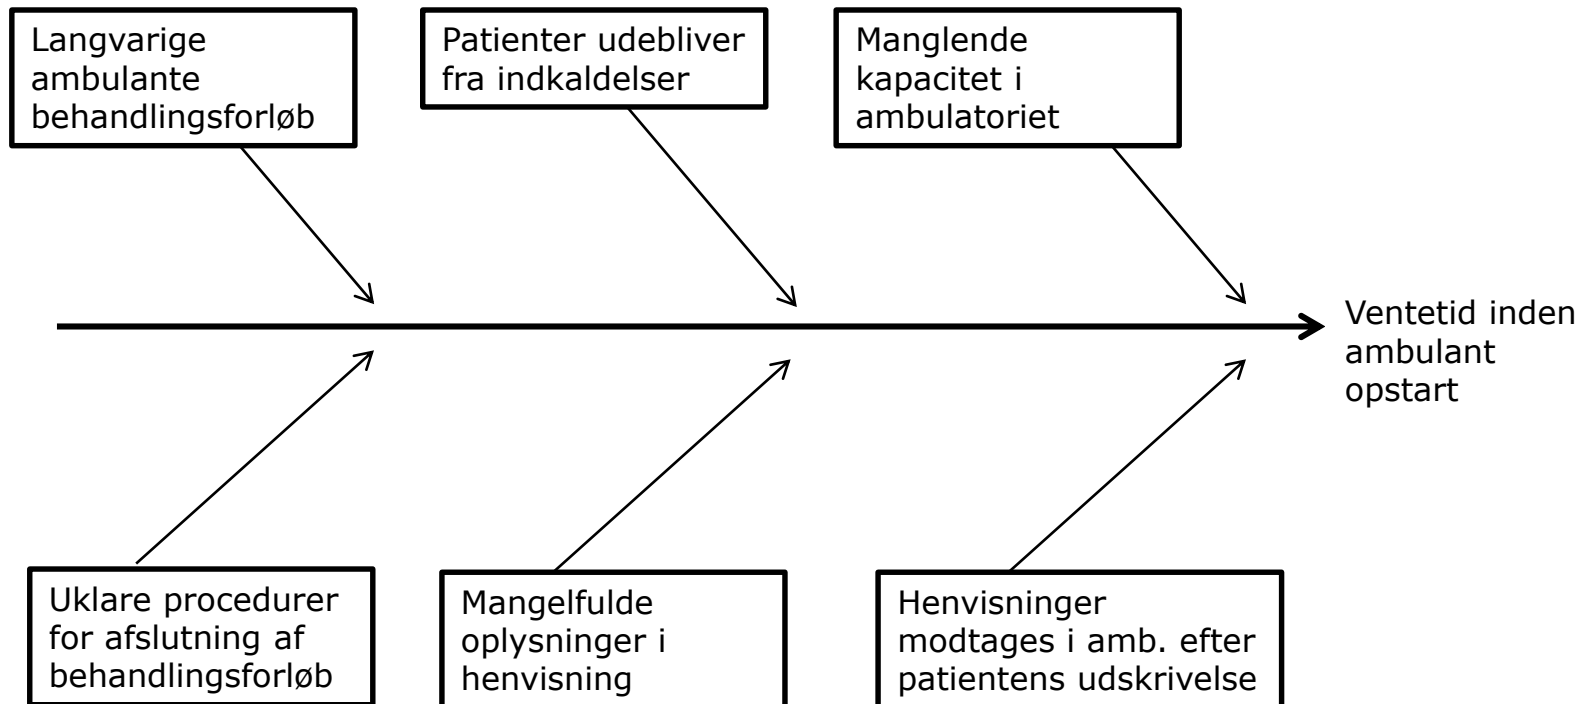 Langvarige
ambulante
behandlingsforløb
Patienter udebliver
fra indkaldelser
Manglende
kapacitet i
ambulatoriet
Ventetid inden
ambulant
opstart
Uklare procedurer
for afslutning af
behandlingsforløb
Mangelfulde
oplysninger i
henvisning
Henvisninger
modtages i amb. efter
patientens udskrivelse